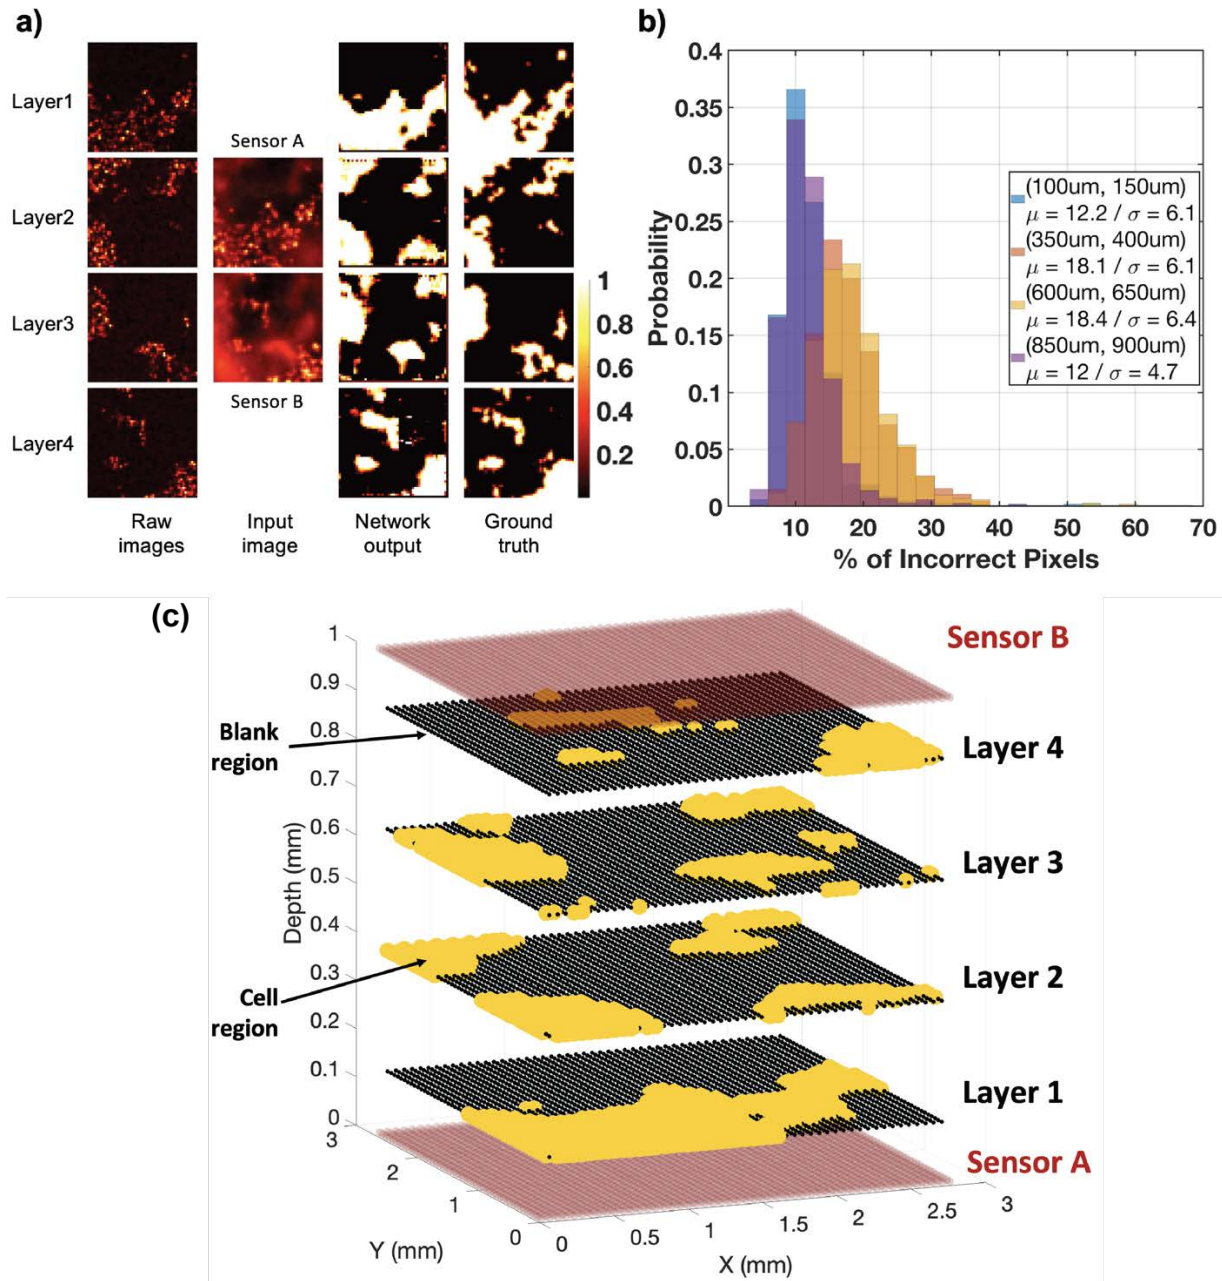 a)
Layer1
Layer2
Layer3
Layer4
Sensor A
Sensor B
1
0.8
0.6
0.4
0.2
Raw
images
Input
image
Network
output
Ground
truth
b)
0.4
0.35
0.3
0.25
0.2
0.15
0.1
0.05
0
Probability
10
20
30
40
50
60
70
% of Incorrect Pixels
(100um, 150um)
μ = 12.2 / σ = 6.1
(350um, 400um)
μ = 18.1 / σ = 6.1
(600um, 650um)
μ = 18.4 / σ = 6.4
(850um, 900um)
μ = 12 / σ = 4.7
(c)
1
0.9
0.8
0.7
0.6
0.5
0.4
0.3
0.2
0.1
0
Depth (mm)
Blank
region
Cell
region
Sensor B
Layer 4
Layer 3
Layer 2
Layer 1
Sensor A
3
2
1
0
Y (mm)
0
0.5
1
1.5
2
2.5
3
X (mm)